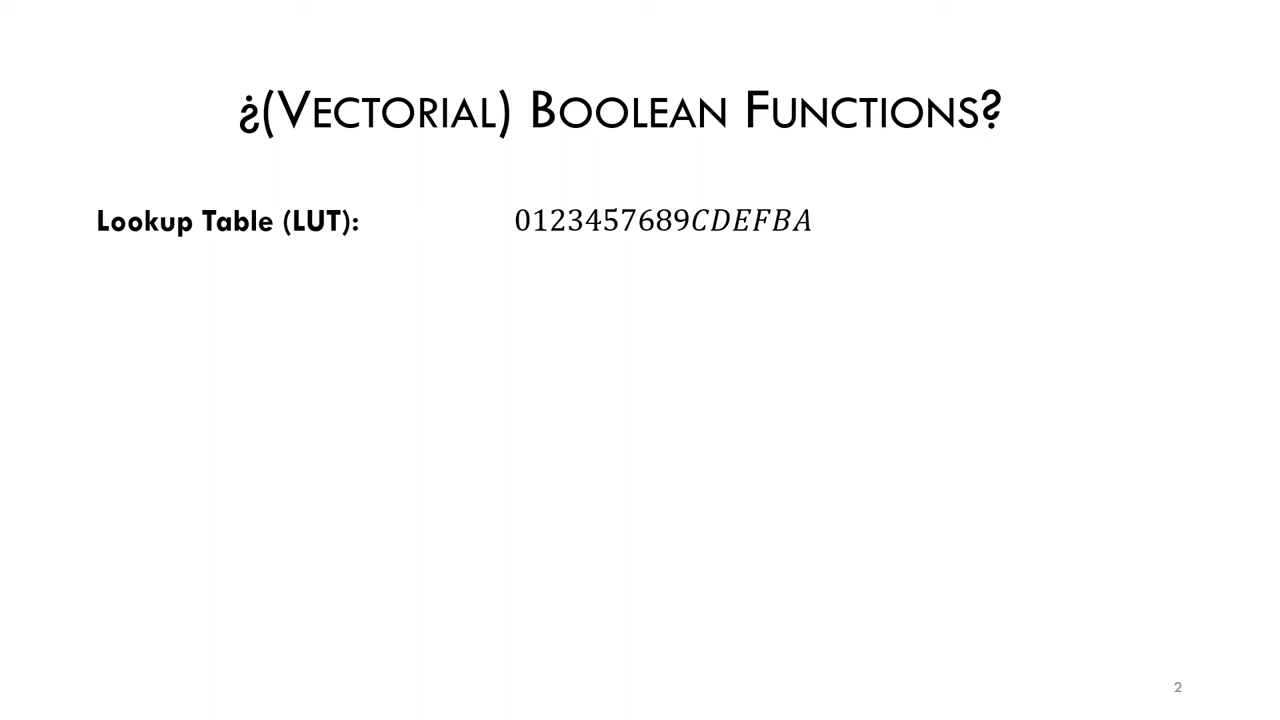 ¿(Vectorial) Boolean Functions?
Lookup Table (LUT): 0123457689CDEFBA
2